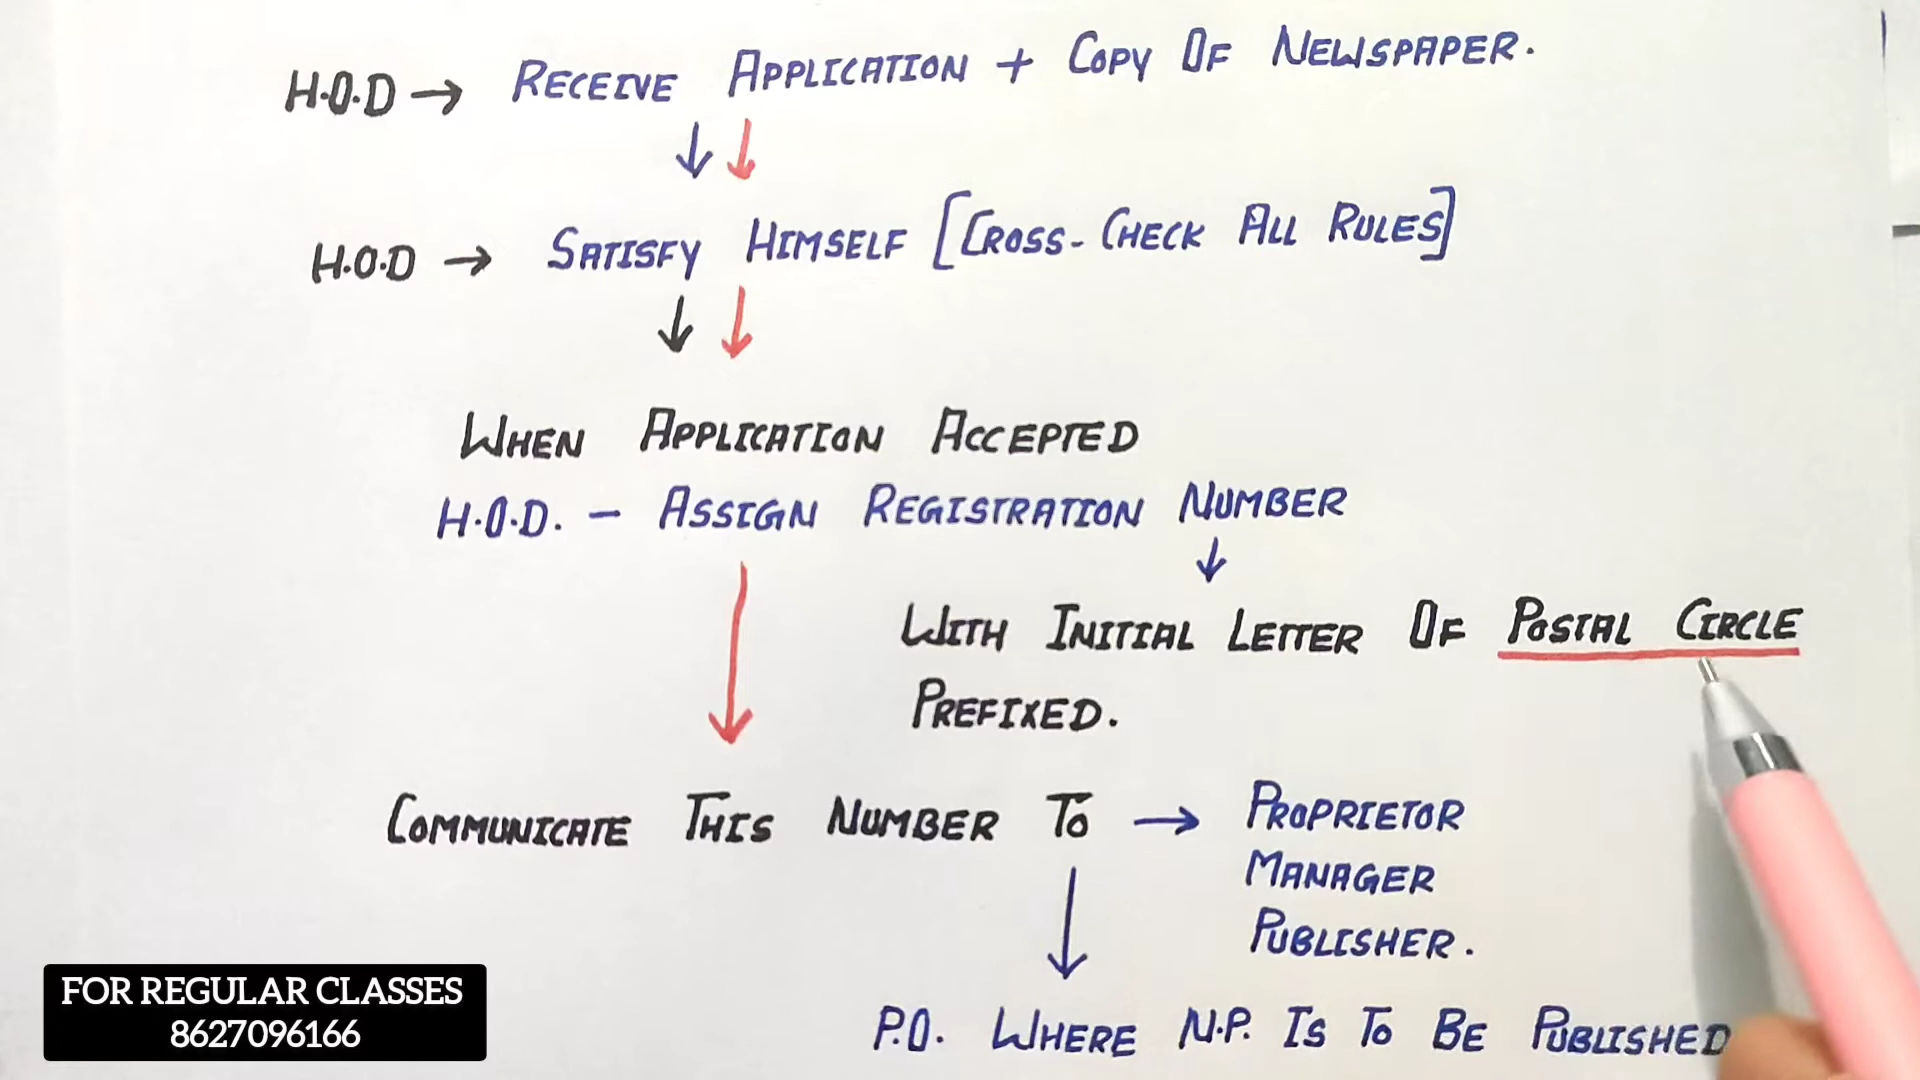 H.O.D → RECEIVE APPLICATION + COPY OF NEWSPAPER.
H.O.D → SATISFY HIMSELF [CROSS-CHECK ALL RULES]
WHEN APPLICATION ACCEPTED
H.O.D. - ASSIGN REGISTRATION NUMBER
WITH INITIAL LETTER OF POSTAL CIRCLE
PREFIXED.
COMMUNICATE THIS NUMBER TO → PROPRIETOR
MANAGER
PUBLISHER.
P.O. WHERE N.P. IS TO BE PUBLISHED
FOR REGULAR CLASSES
8627096166